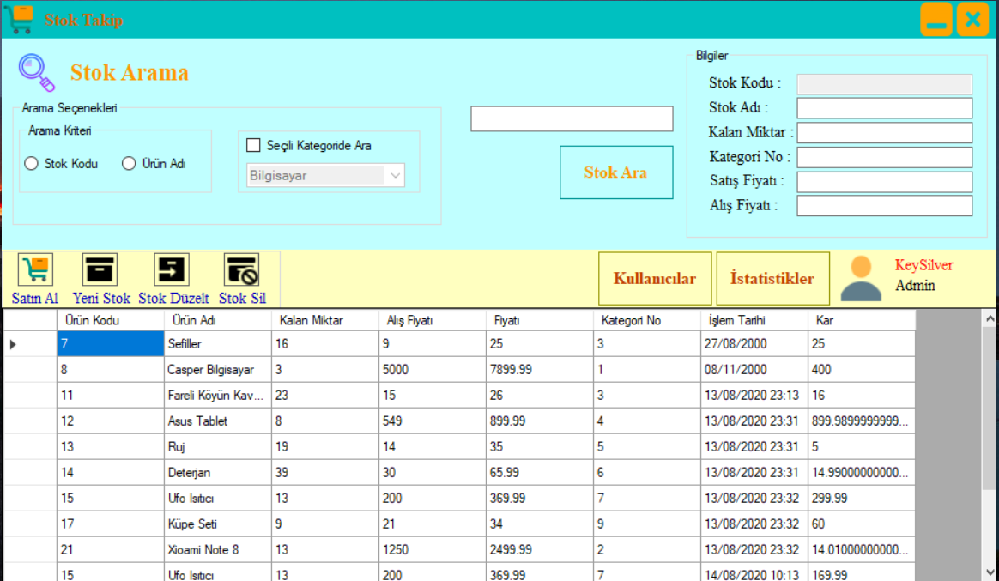 Stok Takip
Stok Arama
Arama Seçenekleri
Arama Kriteri
Stok Kodu
Ürün Adı
Seçili Kategoride Ara
Bilgisayar
Stok Ara
Bilgiler
Stok Kodu :
Stok Adı :
Kalan Miktar :
Kategori No :
Satış Fiyatı :
Alış Fiyatı :
Satın Al Yeni Stok Stok Düzelt Stok Sil
Kullanıcılar
İstatistikler
KeySilver
Admin
Ürün Kodu Ürün Adı Kalan Miktar Alış Fiyatı Fiyatı Kategori No İşlem Tarihi Kar
7 Sefiller 16 9 25 3 27/08/2000 25
8 Casper Bilgisayar 3 5000 7899.99 1 08/11/2000 400
11 Fareli Köyün Kav... 23 15 26 3 13/08/2020 23:13 16
12 Asus Tablet 8 549 899.99 4 13/08/2020 23:31 899.9899999999...
13 Ruj 19 14 35 5 13/08/2020 23:31 5
14 Deterjan 39 30 65.99 6 13/08/2020 23:31 14.99000000000...
15 Ufo Isıtıcı 13 200 369.99 7 13/08/2020 23:32 299.99
17 Küpe Seti 9 21 34 9 13/08/2020 23:32 60
21 Xioami Note 8 13 1250 2499.99 2 13/08/2020 23:32 14.01000000000...
15 Ufo Isıtıcı 13 200 369.99 7 14/08/2020 10:13 169.99